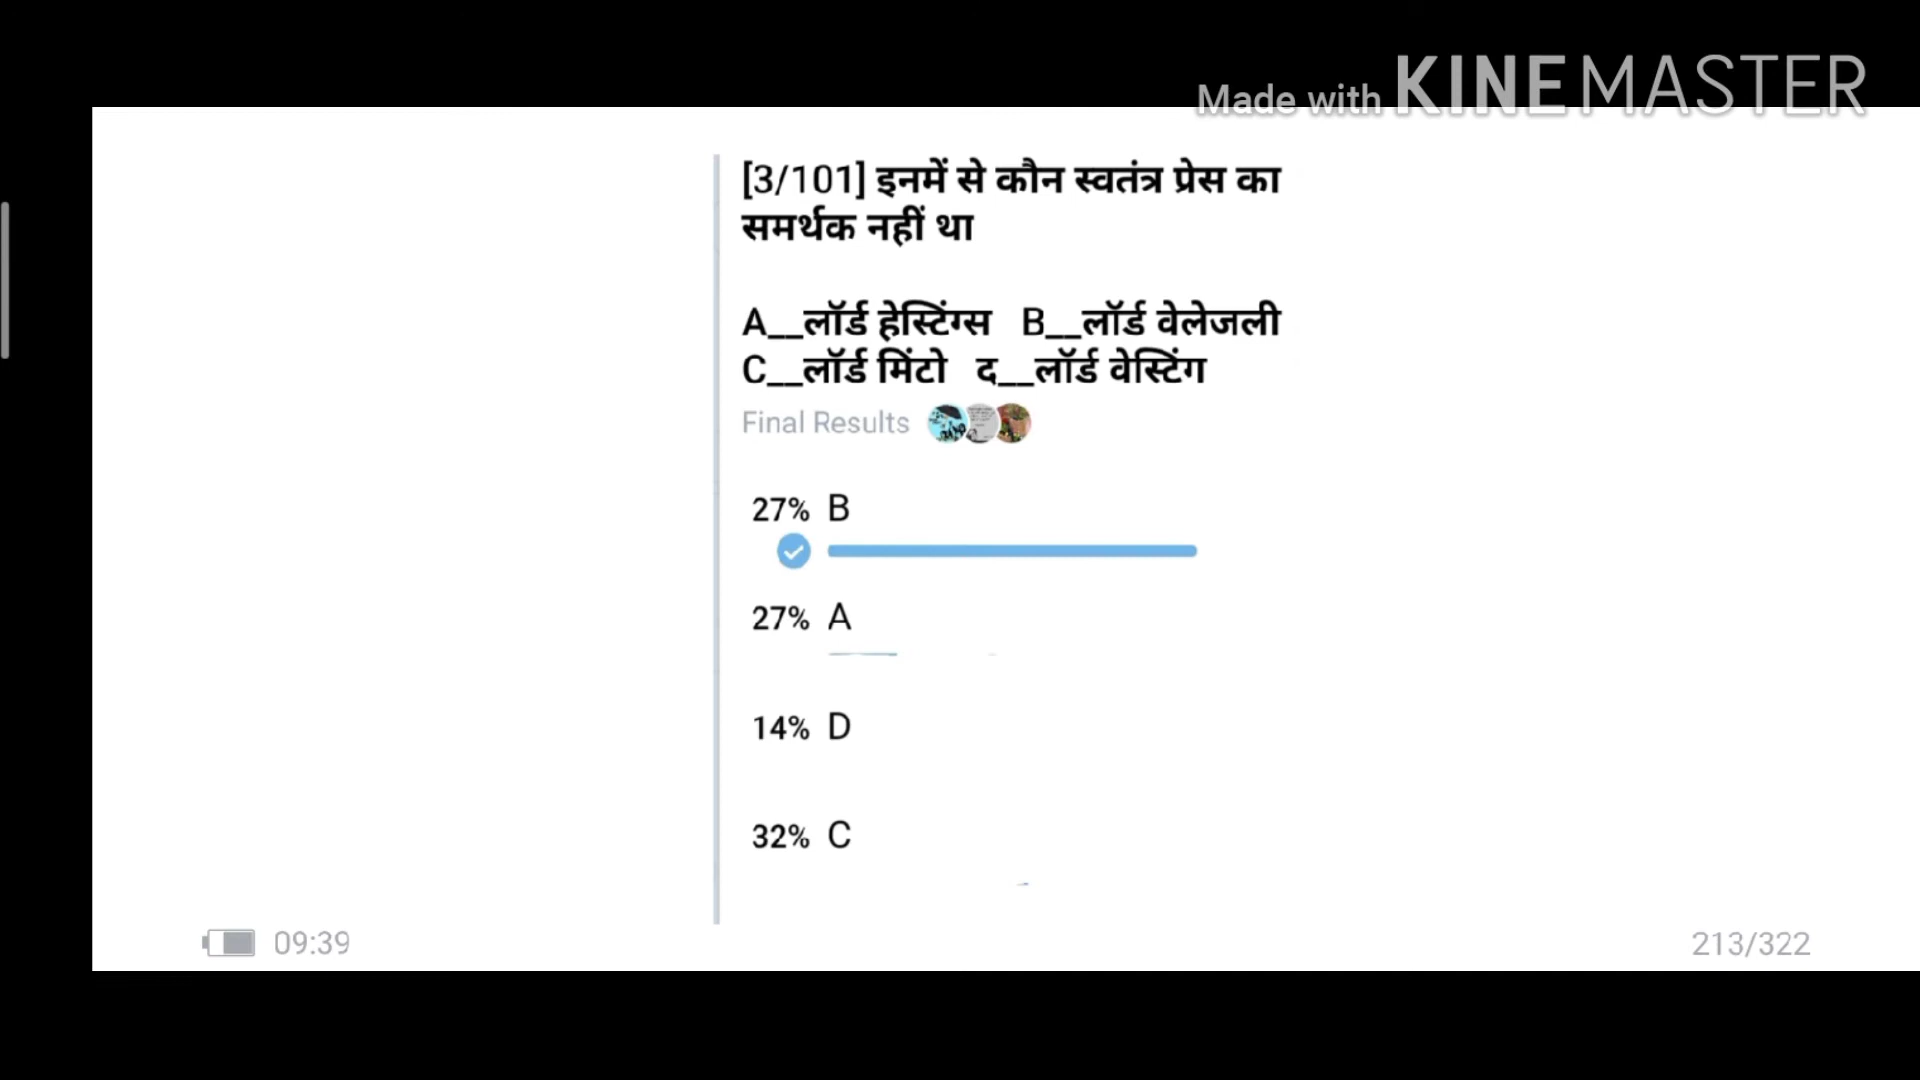 Made with KINEMASTER
[3/101] इनमें से कौन स्वतंत्र प्रेस का
समर्थक नहीं था
A__लॉर्ड हेस्टिंग्स B__लॉर्ड वेलेजली
C__लॉर्ड मिंटो द__लॉर्ड वेस्टिंग
Final Results
27% B
27% A
14% D
32% C
09:39
213/322